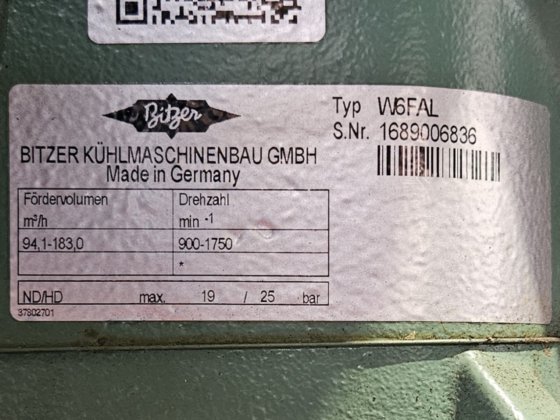 Bitzer
Typ W6FAL
S.Nr. 1689006836
BITZER KÜHLMASCHINENBAU GMBH
Made in Germany
Fördervolumen Drehzahl
m³/h min -1
94,1-183,0 900-1750
*
ND/HD max. 19 / 25 bar
37802701